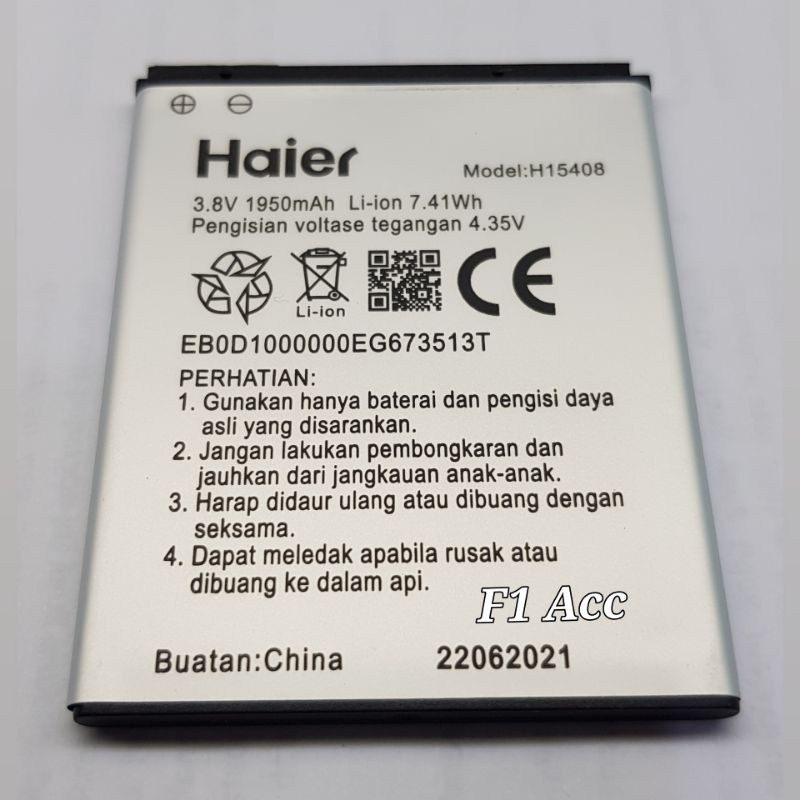 Haier
Model:H15408
3.8V 1950mAh Li-ion 7.41Wh
Pengisian voltase tegangan 4.35V
Li-ion
CE
EB0D1000000EG673513T
PERHATIAN:
1. Gunakan hanya baterai dan pengisi daya
asli yang disarankan.
2. Jangan lakukan pembongkaran dan
jauhkan dari jangkauan anak-anak.
3. Harap didaur ulang atau dibuang dengan
seksama.
4. Dapat meledak apabila rusak atau
dibuang ke dalam api.
F1 Acc
Buatan:China
22062021